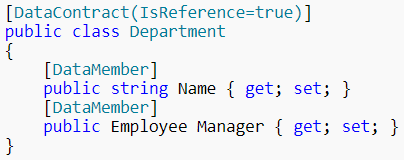 [DataContract(IsReference=true)]
public class Department
{
    [DataMember]
    public string Name { get; set; }
    [DataMember]
    public Employee Manager { get; set; }
}